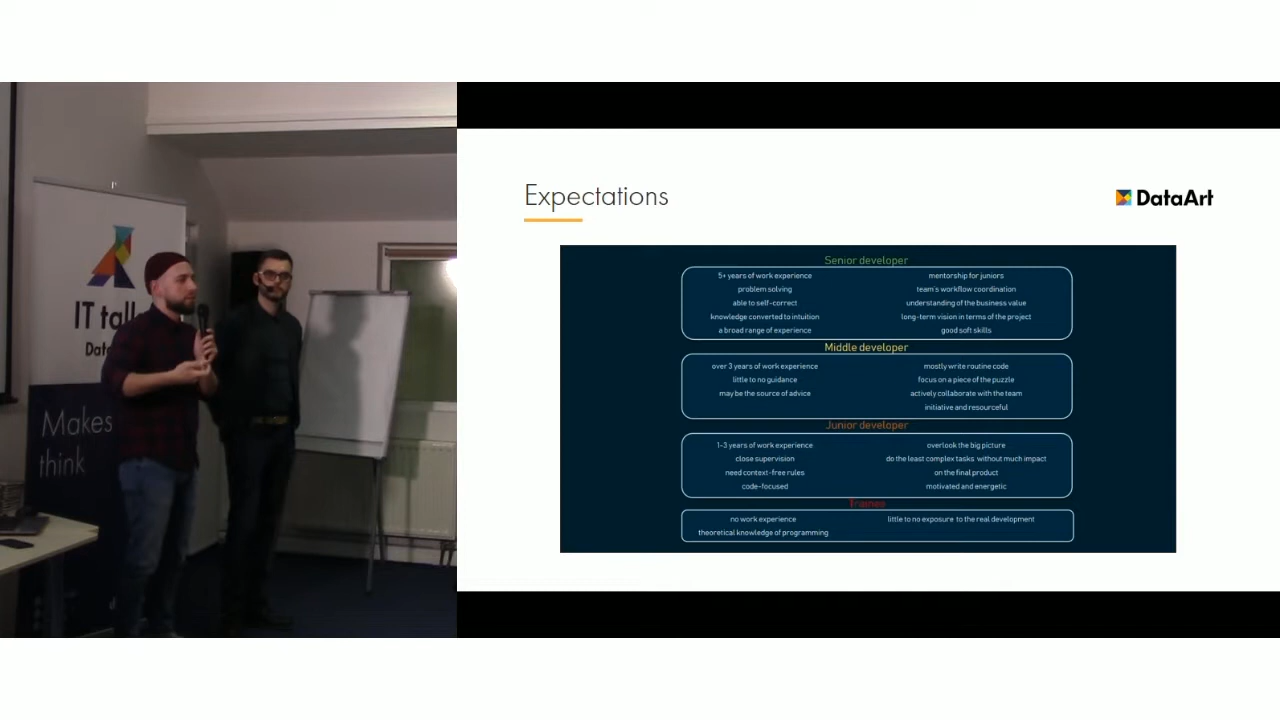 IT tal
Data
Makes
think
Expectations
DataArt
Senior developer
5+ years of work experience
problem solving
able to self-correct
knowledge converted to intuition
a broad range of experience
mentorship for juniors
team's workflow coordination
understanding of the business value
long-term vision in terms of the project
good soft skills
Middle developer
over 3 years of work experience
little to no guidance
may be the source of advice
mostly write routine code
focus on a piece of the puzzle
actively collaborate with the team
initiative and resourceful
Junior developer
1-3 years of work experience
close supervision
need context-free rules
code-focused
overlook the big picture
do the least complex tasks without much impact
on the final product
motivated and energetic
Trainee
no work experience
theoretical knowledge of programming
little to no exposure to the real development